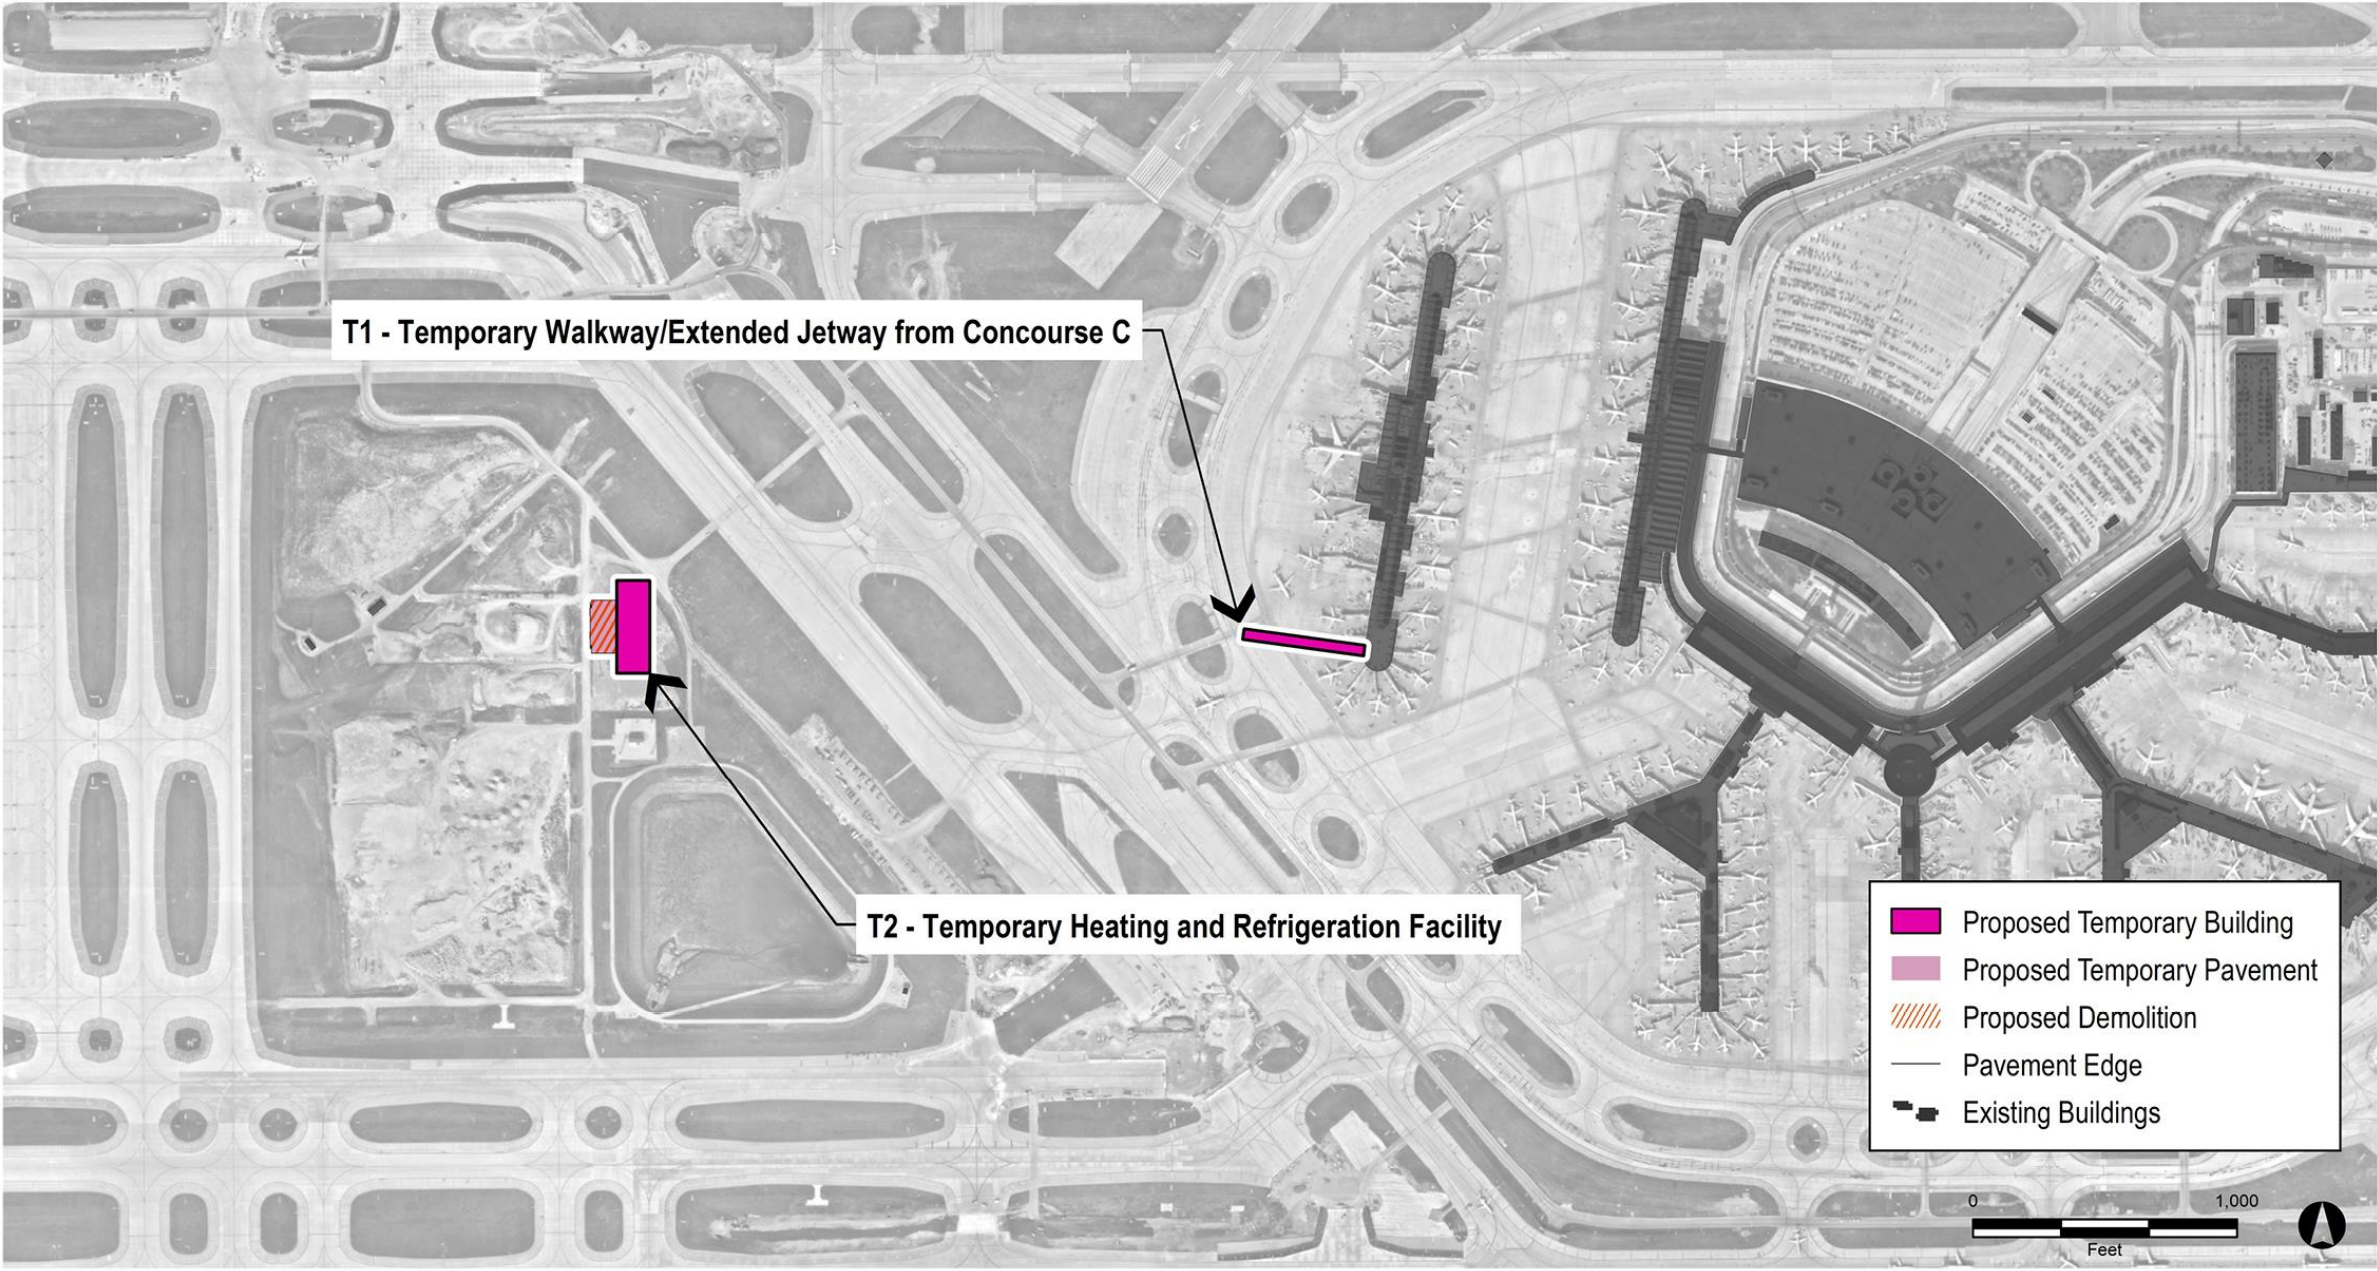 T1 - Temporary Walkway/Extended Jetway from Concourse C
T2 - Temporary Heating and Refrigeration Facility
Proposed Temporary Building
Proposed Temporary Pavement
Proposed Demolition
Pavement Edge
Existing Buildings
0 1,000
Feet